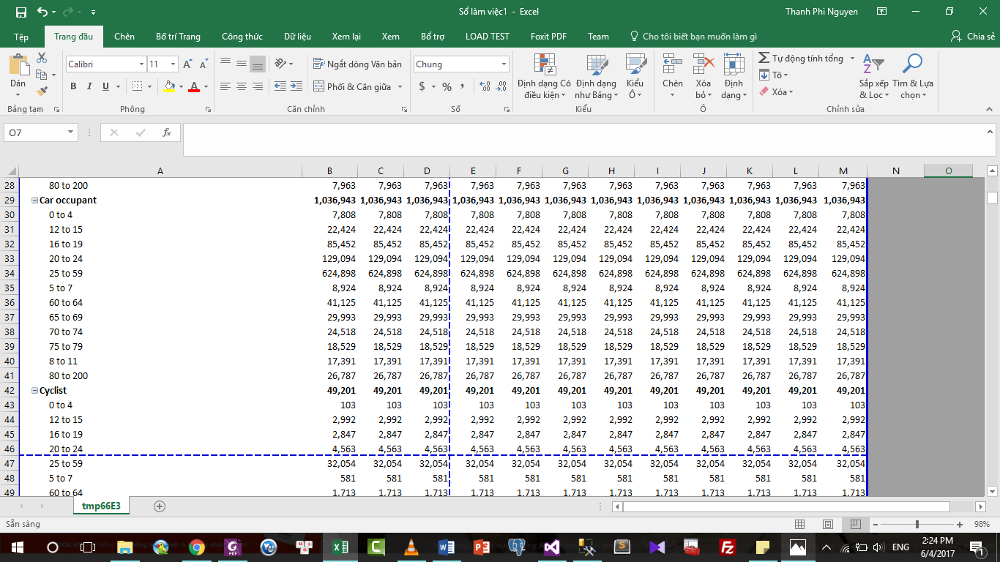 Sổ làm việc1 - Excel
Thanh Phi Nguyen
Tệp Trang đầu Chèn Bố trí Trang Công thức Dữ liệu Xem lại Xem Bổ trợ LOAD TEST Foxit PDF Team Cho tôi biết bạn muốn làm gì Chia sẻ
Dán
Bảng tạm
Calibri 11
B I U
Phông
Ngắt dòng Văn bản
Phối & Căn giữa
Căn chỉnh
Chung
$ % ,
Số
Định dạng Có điều kiện
Định dạng như Bảng
Kiểu Ô
Kiểu
Chèn
Xóa bỏ
Định dạng
Ô
Tự động tính tổng
Tô
Xóa
Sắp xếp & Lọc
Tìm & Lựa chọn
Chỉnh sửa
O7 fx
A B C D E F G H I J K L M N O
28 80 to 200 7,963 7,963 7,963 7,963 7,963 7,963 7,963 7,963 7,963 7,963 7,963 7,963
29 Car occupant 1,036,943 1,036,943 1,036,943 1,036,943 1,036,943 1,036,943 1,036,943 1,036,943 1,036,943 1,036,943 1,036,943 1,036,943
30 0 to 4 7,808 7,808 7,808 7,808 7,808 7,808 7,808 7,808 7,808 7,808 7,808 7,808
31 12 to 15 22,424 22,424 22,424 22,424 22,424 22,424 22,424 22,424 22,424 22,424 22,424 22,424
32 16 to 19 85,452 85,452 85,452 85,452 85,452 85,452 85,452 85,452 85,452 85,452 85,452 85,452
33 20 to 24 129,094 129,094 129,094 129,094 129,094 129,094 129,094 129,094 129,094 129,094 129,094 129,094
34 25 to 59 624,898 624,898 624,898 624,898 624,898 624,898 624,898 624,898 624,898 624,898 624,898 624,898
35 5 to 7 8,924 8,924 8,924 8,924 8,924 8,924 8,924 8,924 8,924 8,924 8,924 8,924
36 60 to 64 41,125 41,125 41,125 41,125 41,125 41,125 41,125 41,125 41,125 41,125 41,125 41,125
37 65 to 69 29,993 29,993 29,993 29,993 29,993 29,993 29,993 29,993 29,993 29,993 29,993 29,993
38 70 to 74 24,518 24,518 24,518 24,518 24,518 24,518 24,518 24,518 24,518 24,518 24,518 24,518
39 75 to 79 18,529 18,529 18,529 18,529 18,529 18,529 18,529 18,529 18,529 18,529 18,529 18,529
40 8 to 11 17,391 17,391 17,391 17,391 17,391 17,391 17,391 17,391 17,391 17,391 17,391 17,391
41 80 to 200 26,787 26,787 26,787 26,787 26,787 26,787 26,787 26,787 26,787 26,787 26,787 26,787
42 Cyclist 49,201 49,201 49,201 49,201 49,201 49,201 49,201 49,201 49,201 49,201 49,201 49,201
43 0 to 4 103 103 103 103 103 103 103 103 103 103 103 103
44 12 to 15 2,992 2,992 2,992 2,992 2,992 2,992 2,992 2,992 2,992 2,992 2,992 2,992
45 16 to 19 2,847 2,847 2,847 2,847 2,847 2,847 2,847 2,847 2,847 2,847 2,847 2,847
46 20 to 24 4,563 4,563 4,563 4,563 4,563 4,563 4,563 4,563 4,563 4,563 4,563 4,563
47 25 to 59 32,054 32,054 32,054 32,054 32,054 32,054 32,054 32,054 32,054 32,054 32,054 32,054
48 5 to 7 581 581 581 581 581 581 581 581 581 581 581 581
49 60 to 64 1,713 1,713 1,713 1,713 1,713 1,713 1,713 1,713 1,713 1,713 1,713 1,713
tmp66E3
Sẵn sàng
98%
ENG
2:24 PM
6/4/2017
1